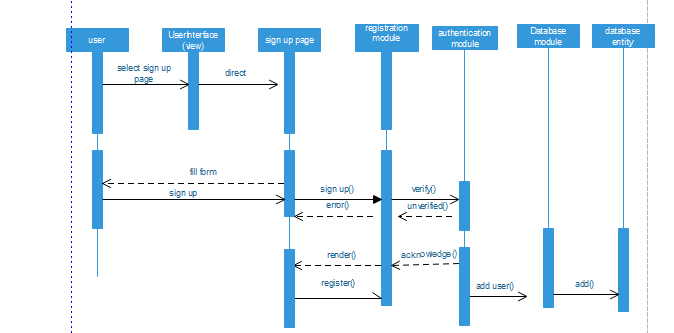 user
UserInterface
(view)
sign up page
registration
module
authentication
module
Database
module
database
entity
select sign up
page
direct
fill form
sign up
sign up()
verify()
error()
unverified()
render()
acknowledge()
register()
add user()
add()